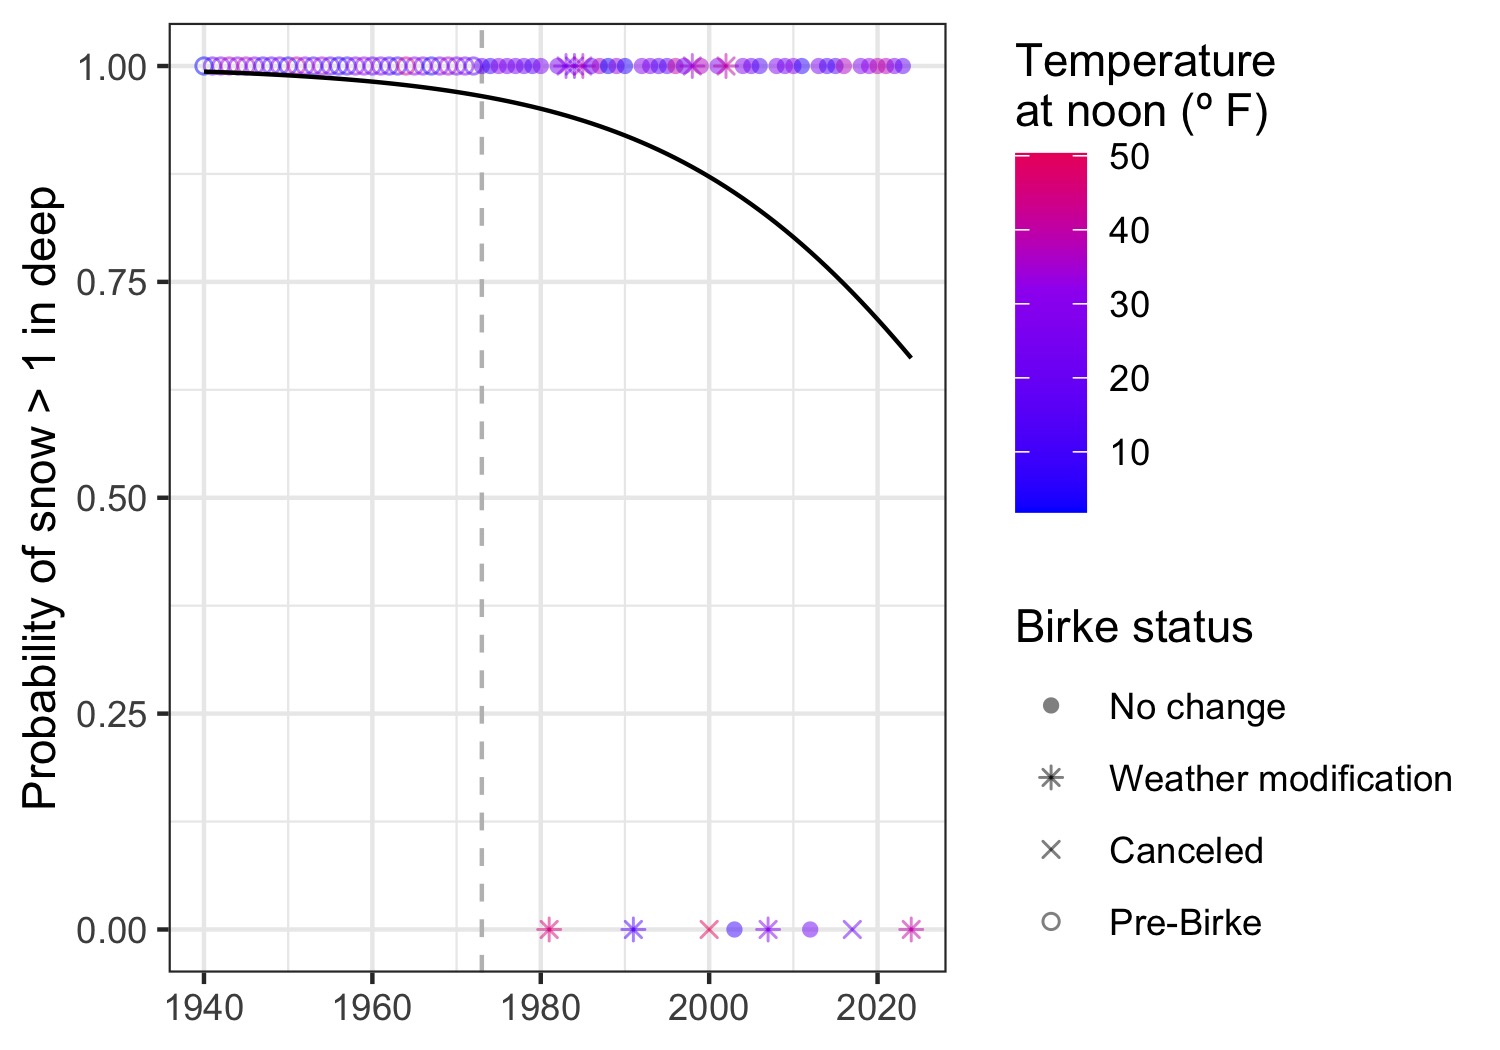 Probability of snow > 1 in deep
1.00
0.75
0.50
0.25
0.00
1940 1960 1980 2000 2020
Temperature
at noon (º F)
50
40
30
20
10
Birke status
No change
Weather modification
Canceled
Pre-Birke